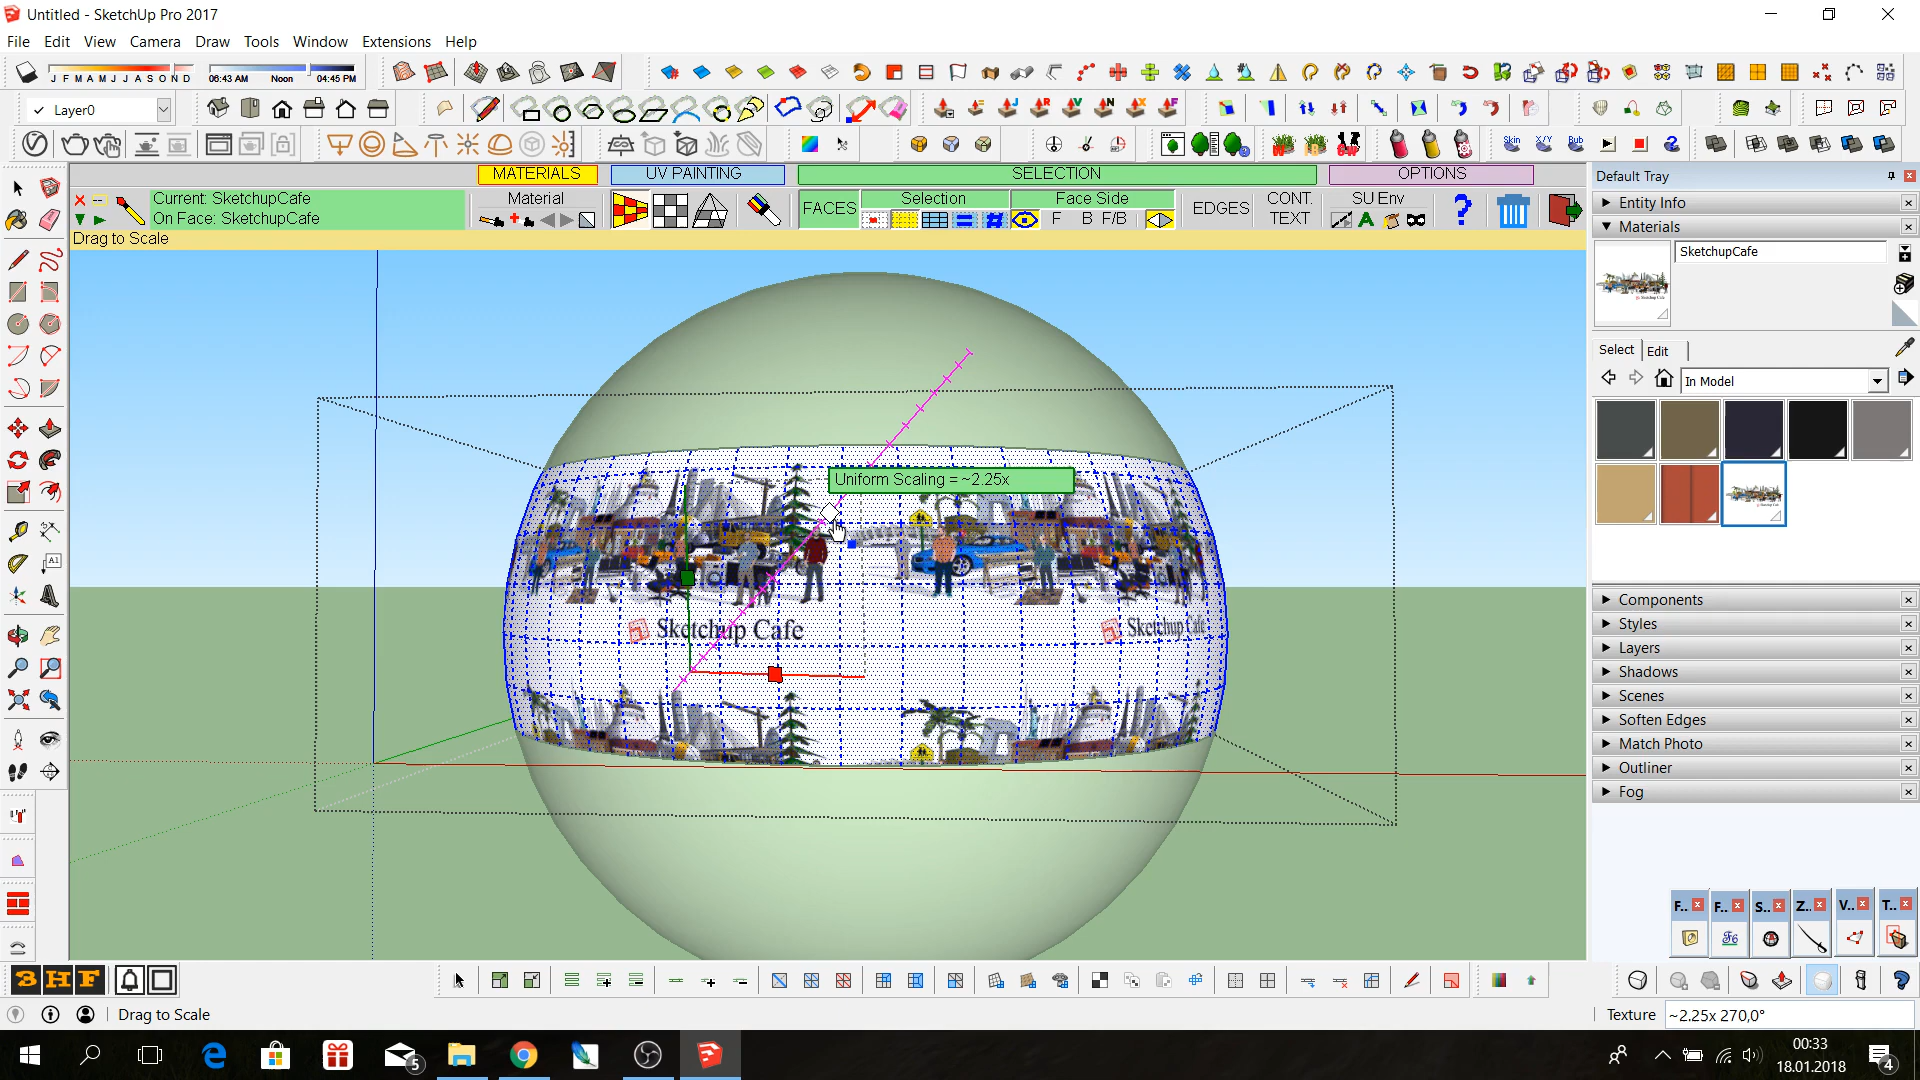 Untitled - SketchUp Pro 2017
File Edit View Camera Draw Tools Window Extensions Help
J F M A M J J A S O N D
06:43 AM Noon 04:45 PM
Layer0
MATERIALS UV PAINTING SELECTION OPTIONS
Current: SketchupCafe
On Face: SketchupCafe
Material
FACES
Selection
Face Side
F B F/B
EDGES
CONT.
TEXT
SU Env
Drag to Scale
Uniform Scaling = ~2.25x
Sketchup Cafe
Sketchup Cafe
Default Tray
Entity Info
Materials
SketchupCafe
Select Edit
In Model
Components
Styles
Layers
Shadows
Scenes
Soften Edges
Match Photo
Outliner
Fog
F.. F.. S.. Z.. V.. T..
Drag to Scale
Texture ~2.25x 270,0°
5
00:33
18.01.2018
4